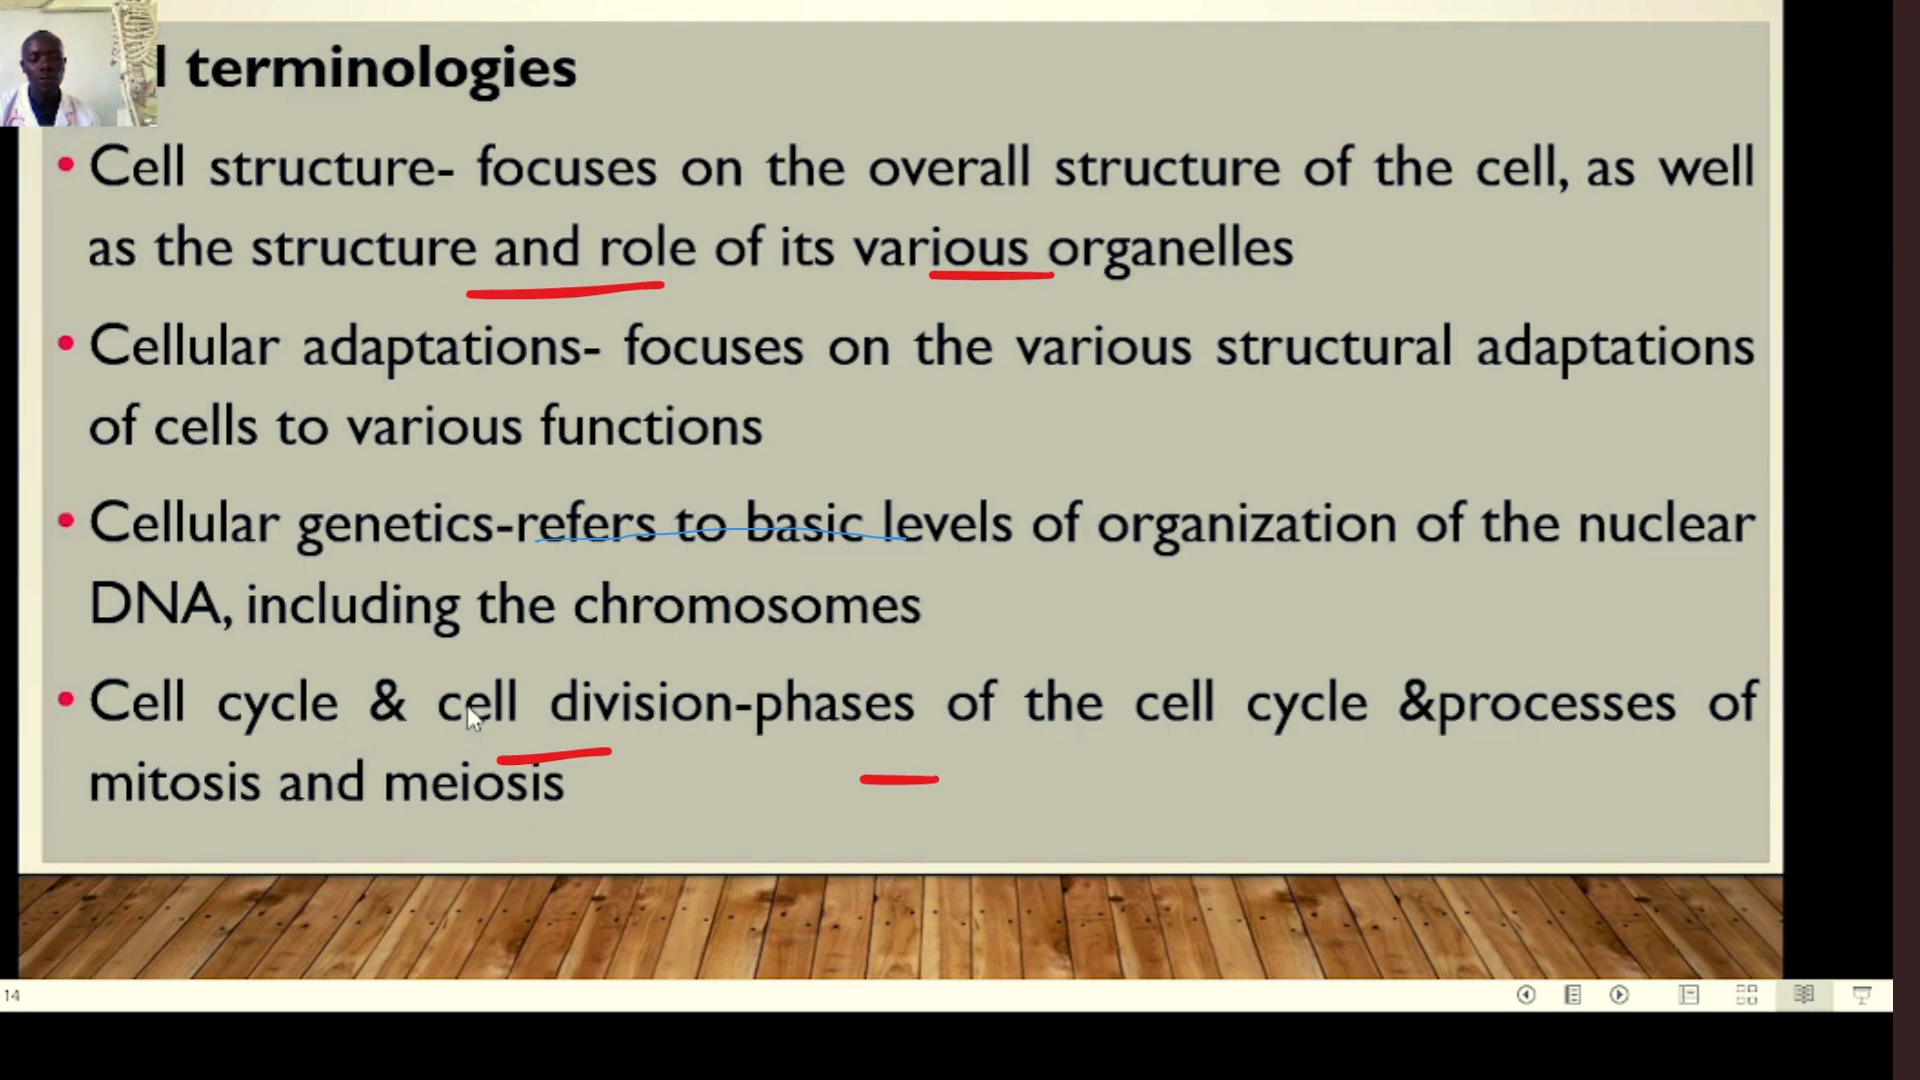 terminologies
• Cell structure- focuses on the overall structure of the cell, as well
as the structure and role of its various organelles
• Cellular adaptations- focuses on the various structural adaptations
of cells to various functions
• Cellular genetics-refers to basic levels of organization of the nuclear
DNA, including the chromosomes
• Cell cycle & cell division-phases of the cell cycle &processes of
mitosis and meiosis
14